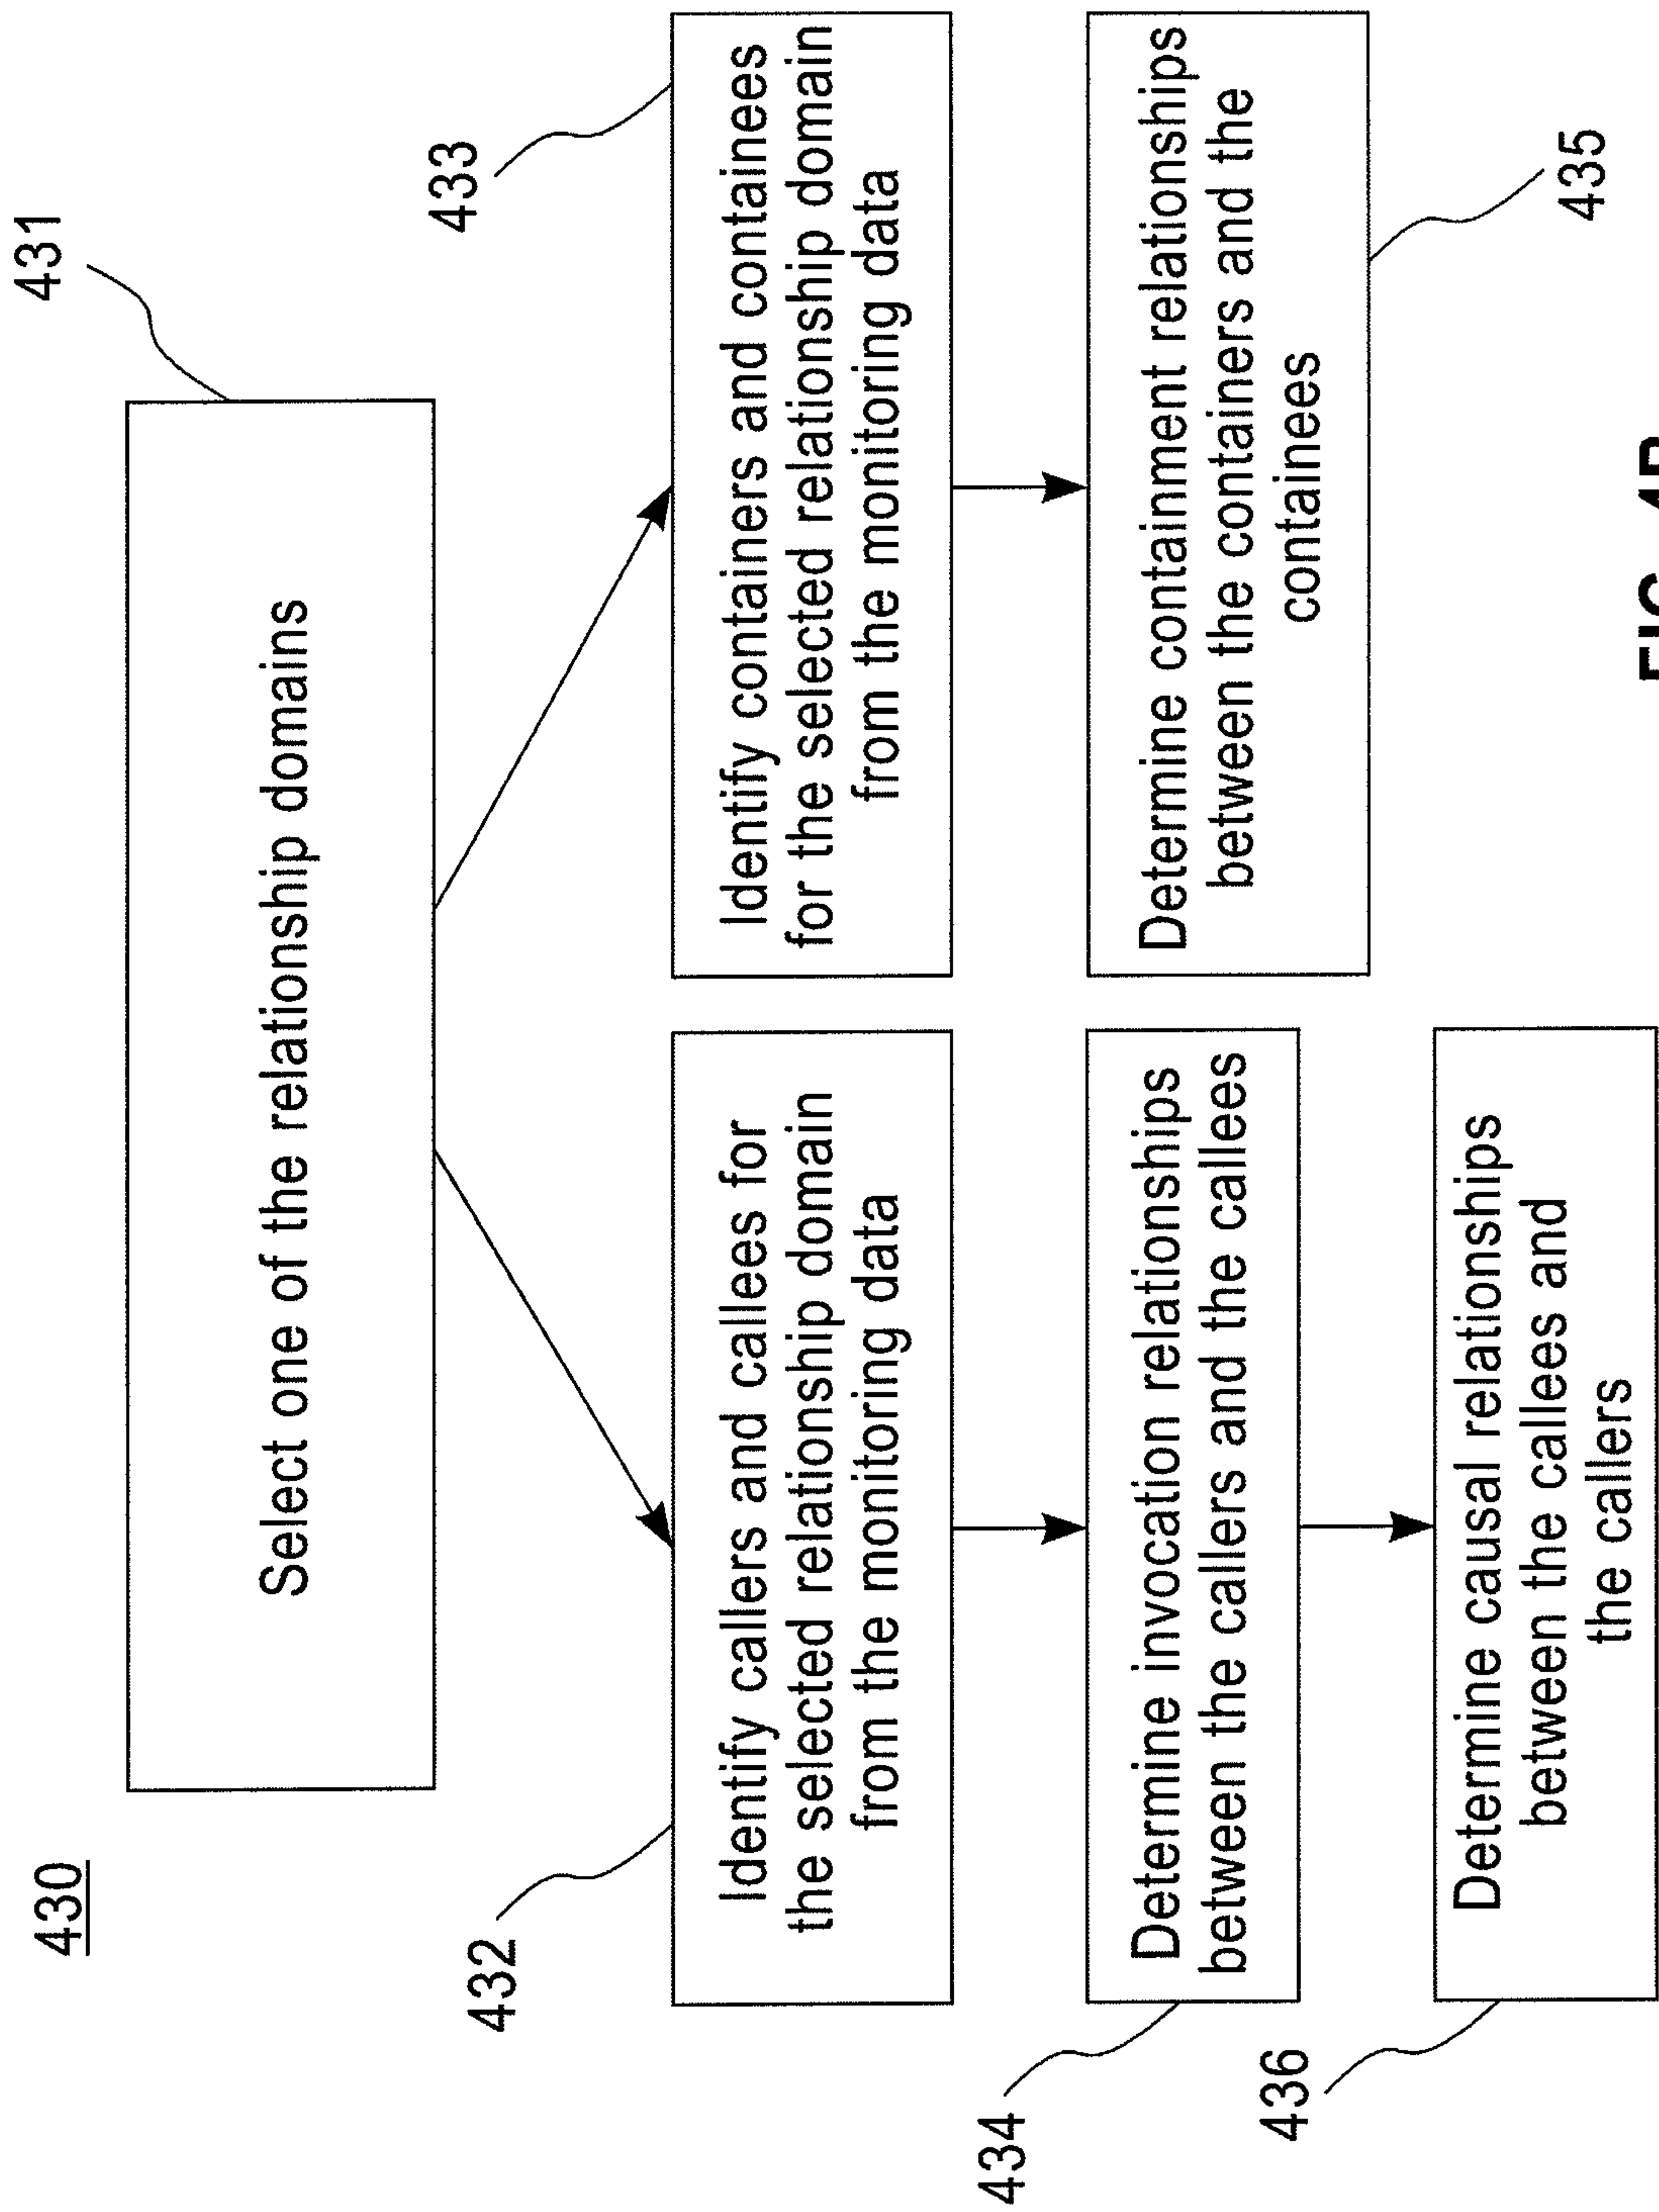 430
431
Select one of the relationship domains
432
Identify callers and callees for
the selected relationship domain
from the monitoring data
433
Identify containers and containees
for the selected relationship domain
from the monitoring data
434
Determine invocation relationships
between the callers and the callees
Determine containment relationships
between the containers and the
containees
435
436
Determine causal relationships
between the callees and
the callers